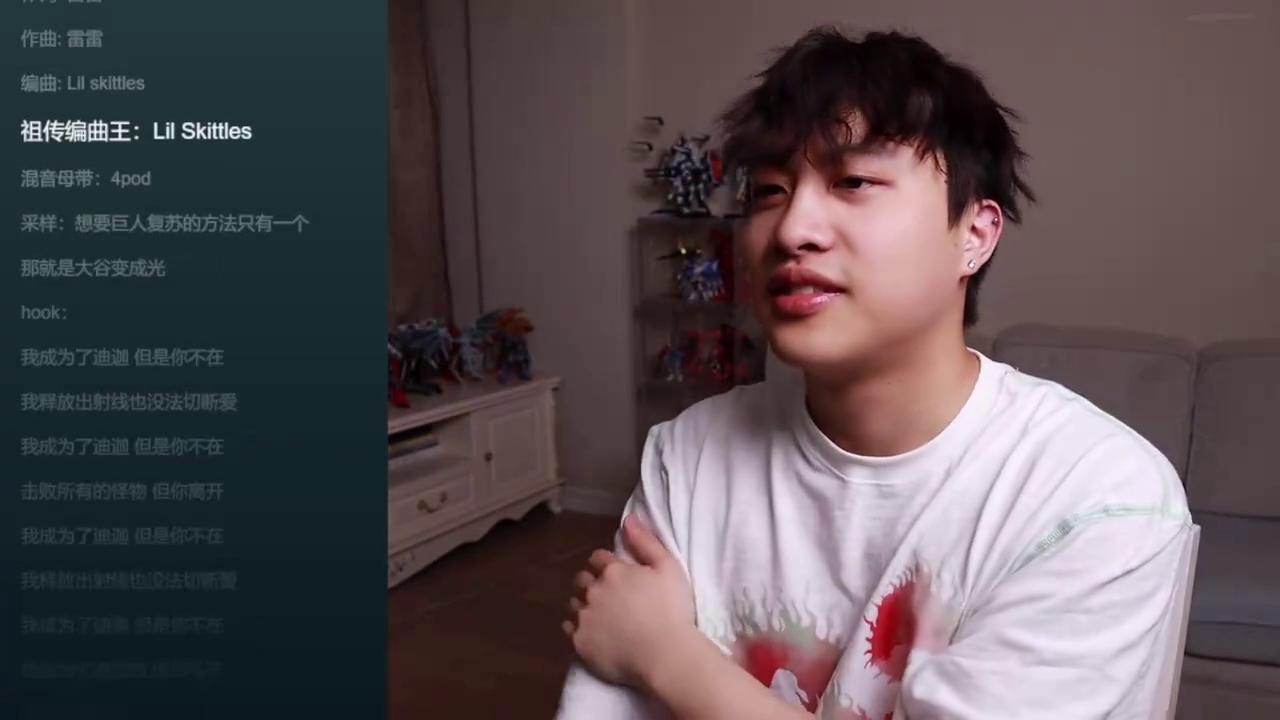 作曲: 雷雷
编曲: Lil skittles
祖传编曲王：Lil Skittles
混音母带：4pod
采样：想要巨人复苏的方法只有一个
那就是大谷变成光
hook：
我成为了迪迦 但是你不在
我释放出射线也没法切断爱
我成为了迪迦 但是你不在
击败所有的怪物 但你离开
我成为了迪迦 但是你不在
我释放出射线也没法切断爱
我成为了迪迦 但是你不在